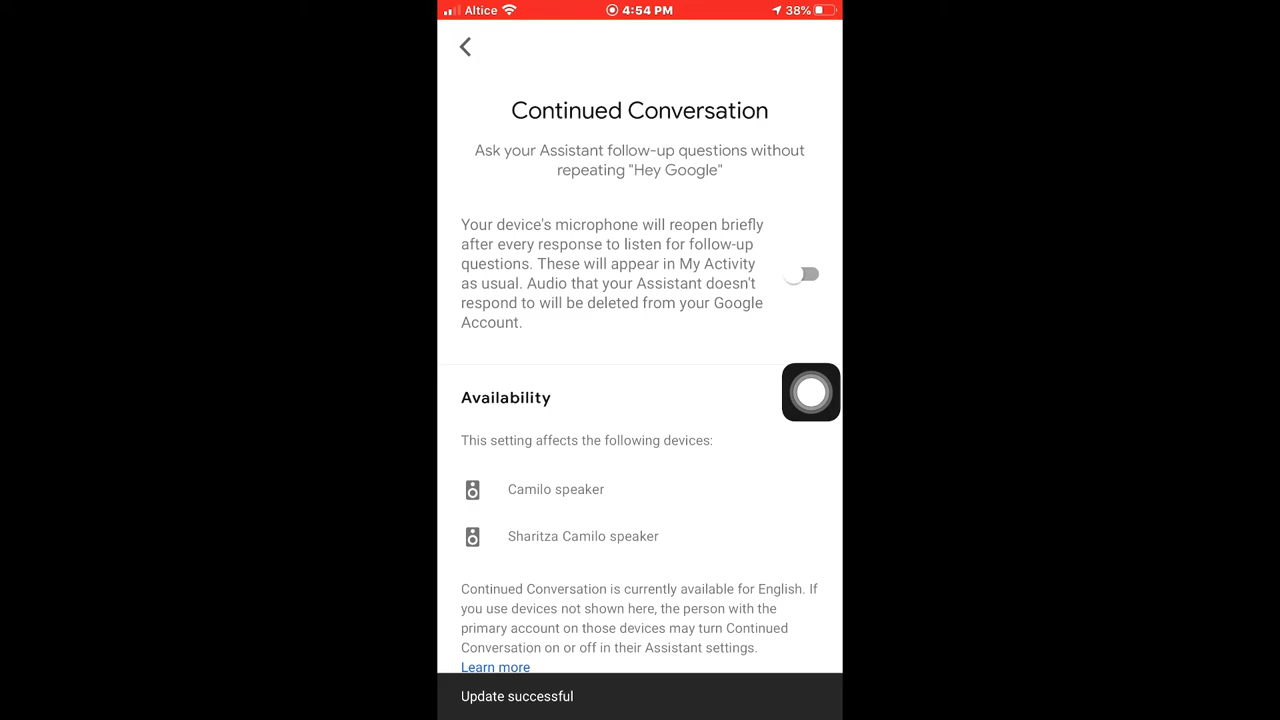 Altice 4:54 PM 38%
Continued Conversation
Ask your Assistant follow-up questions without
repeating "Hey Google"
Your device's microphone will reopen briefly
after every response to listen for follow-up
questions. These will appear in My Activity
as usual. Audio that your Assistant doesn't
respond to will be deleted from your Google
Account.
Availability
This setting affects the following devices:
Camilo speaker
Sharitza Camilo speaker
Continued Conversation is currently available for English. If
you use devices not shown here, the person with the
primary account on those devices may turn Continued
Conversation on or off in their Assistant settings.
Learn more
Update successful